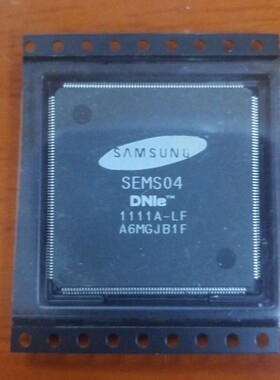 SAMSUNG
SEMS04
DNIe™
1111A-LF
A6MGJB1F